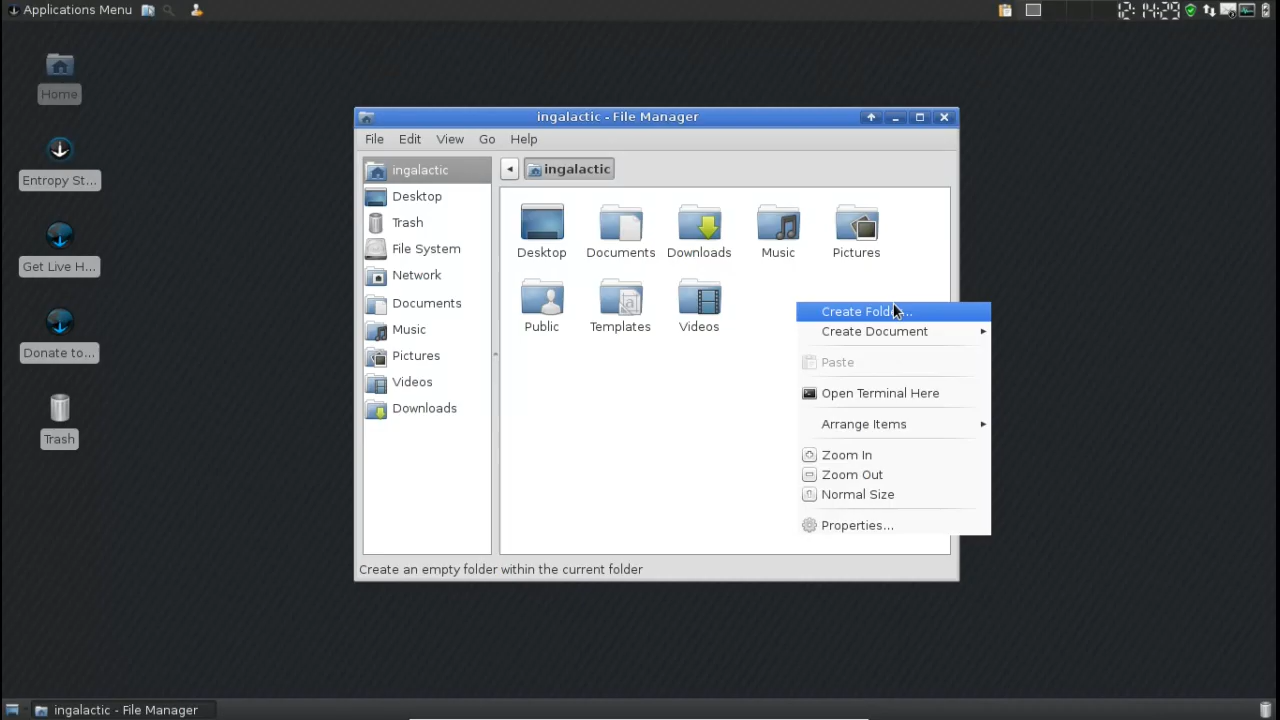 Applications Menu
12: 14:29
Home
Entropy St...
Get Live H...
Donate to...
Trash
ingalactic - File Manager
File Edit View Go Help
ingalactic
Desktop
Trash
File System
Network
Documents
Music
Pictures
Videos
Downloads
ingalactic
Desktop Documents Downloads Music Pictures
Public Templates Videos
Create Folder...
Create Document
Paste
Open Terminal Here
Arrange Items
Zoom In
Zoom Out
Normal Size
Properties...
Create an empty folder within the current folder
ingalactic - File Manager